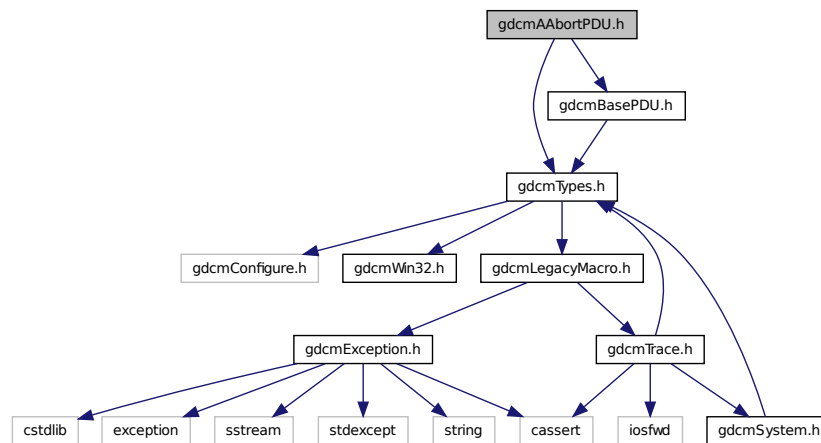 gdcmAAbortPDU.h
gdcmBasePDU.h
gdcmTypes.h
gdcmConfigure.h
gdcmWin32.h
gdcmLegacyMacro.h
gdcmException.h
gdcmTrace.h
cstdlib
exception
sstream
stdexcept
string
cassert
iosfwd
gdcmSystem.h